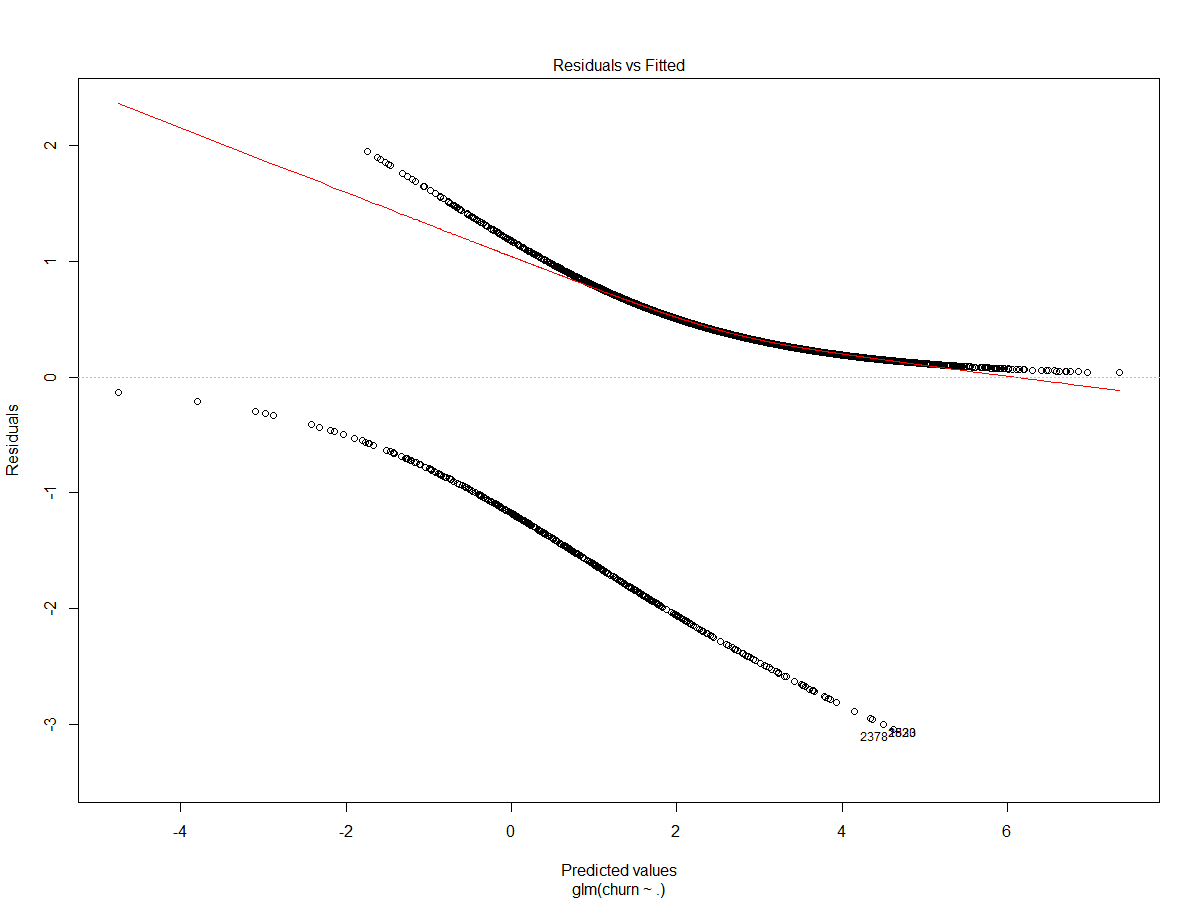 Residuals vs Fitted
2
1
0
-1
-2
-3
Residuals
2378
-4 -2 0 2 4 6
Predicted values
glm(churn ~ .)